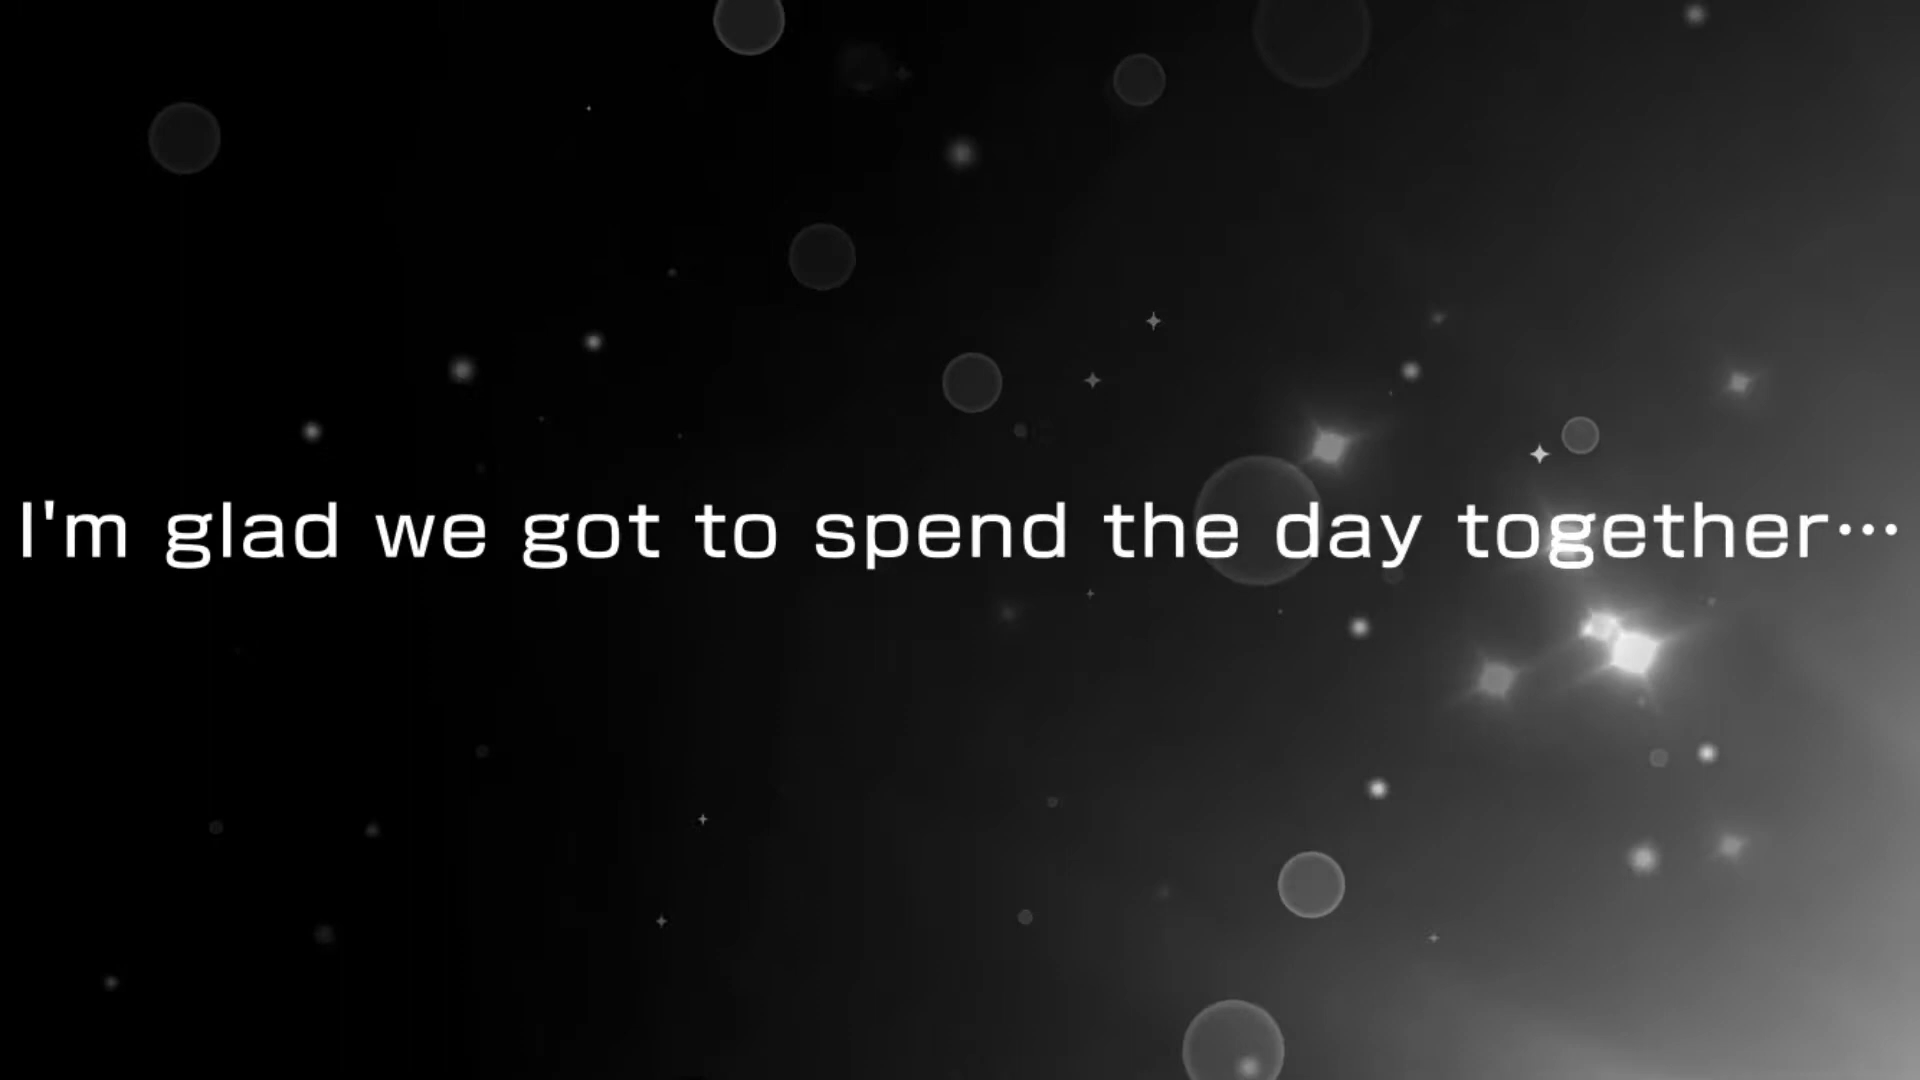 I'm glad we got to spend the day together…